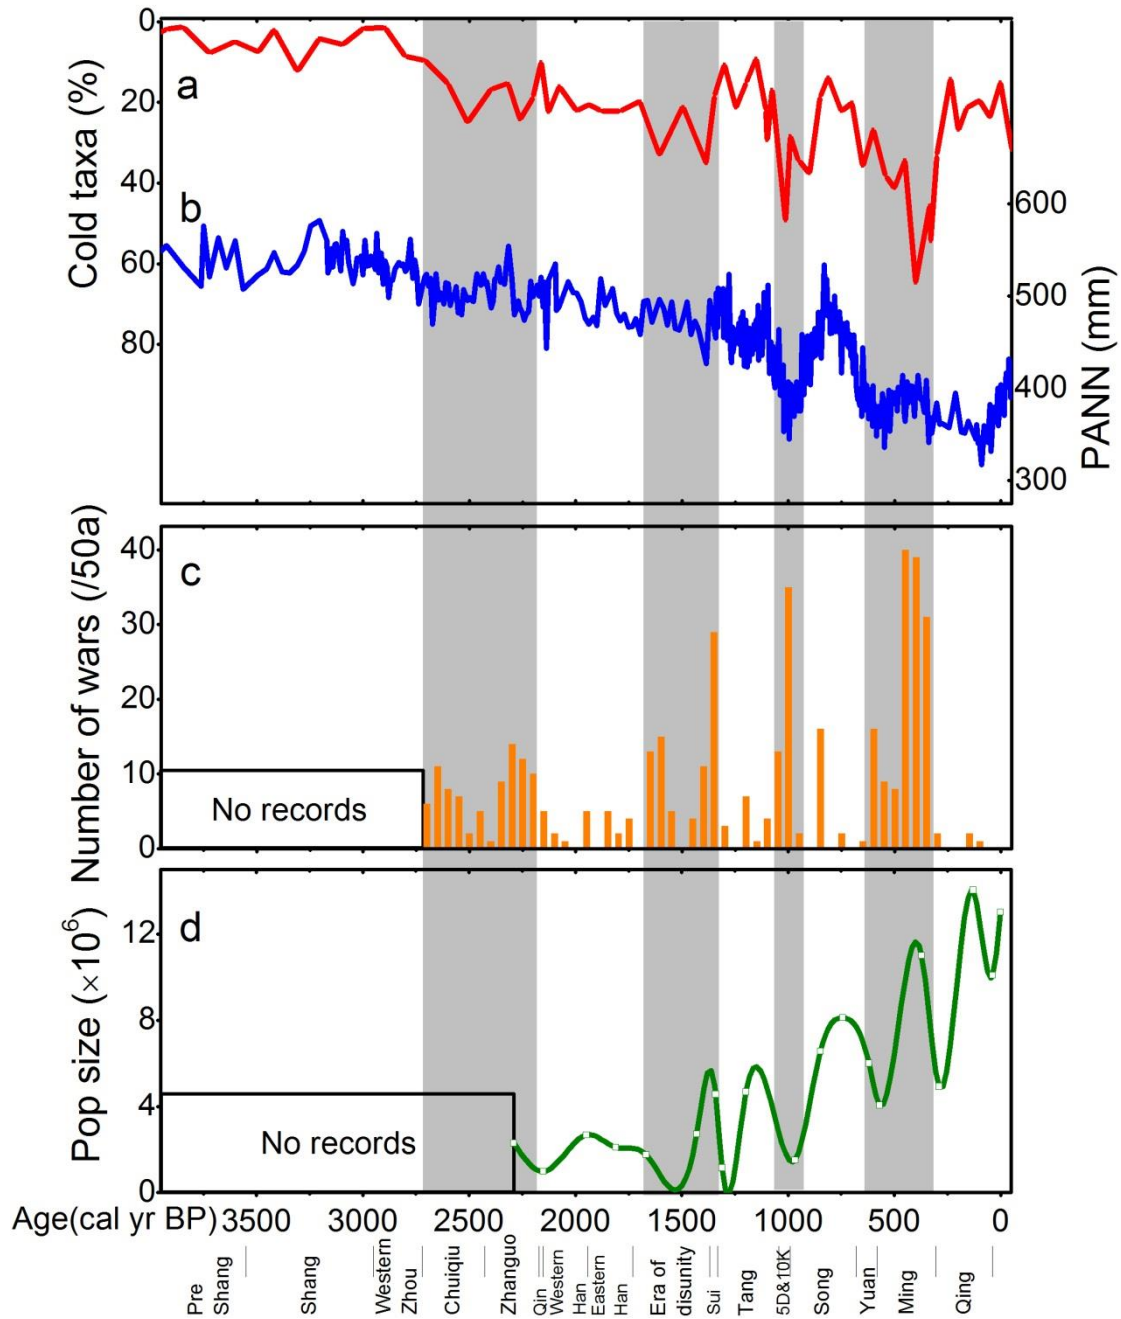 0
20
40
60
80
Cold taxa (%)
a
b
600
500
400
300
PANN (mm)
40
30
20
10
0
Number of wars (/50a)
c
No records
12
8
4
0
Pop size (×10⁶)
d
No records
Age(cal yr BP) 3500 3000 2500 2000 1500 1000 500 0
Pre
Shang
Shang
Western
Zhou
Chuiqiu
Zhanguo
Qin
Western
Han
Eastern
Han
Era of
disunity
Sui
Tang
5D&10K
Song
Yuan
Ming
Qing